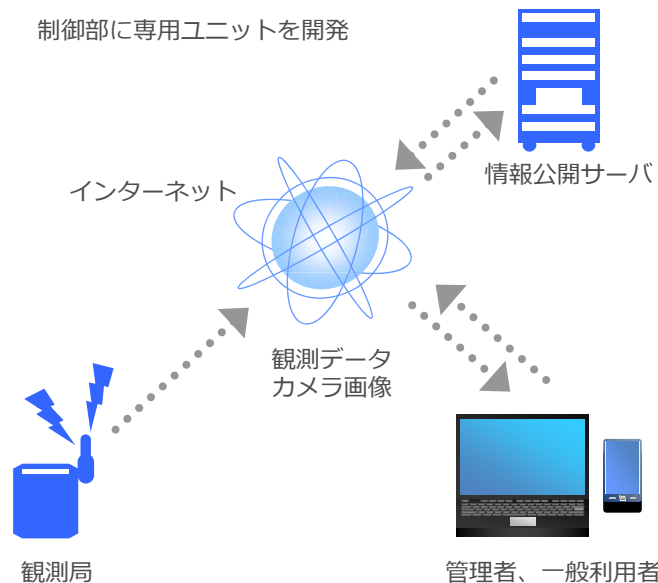 制御部に専用ユニットを開発
情報公開サーバ
インターネット
観測データ
カメラ画像
観測局
管理者、一般利用者